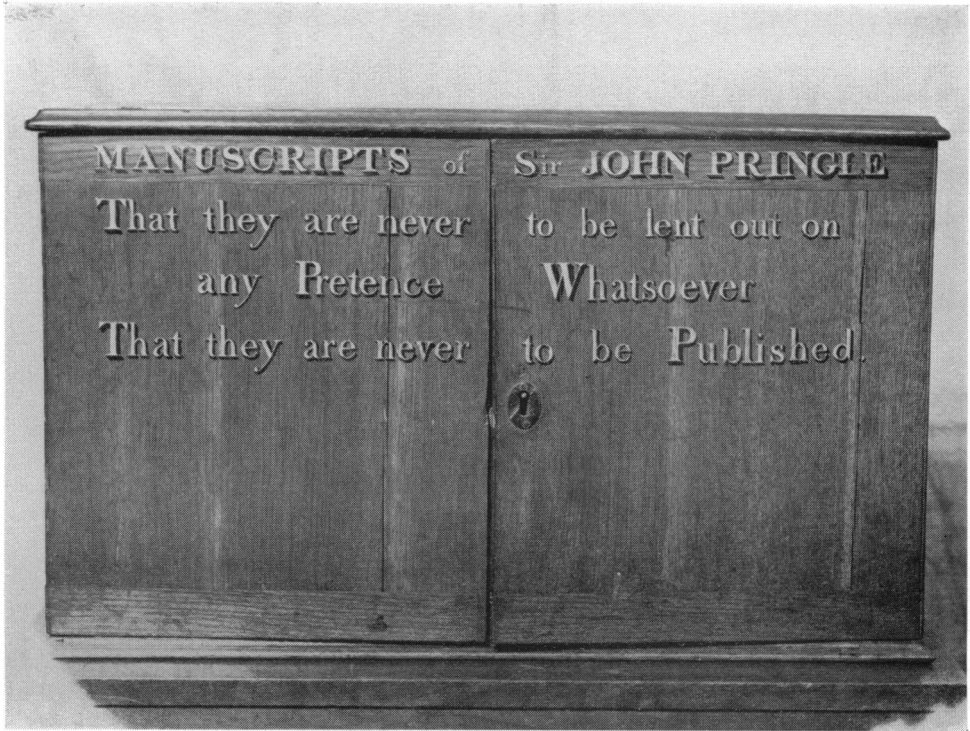 MANUSCRIPTS of Sir JOHN PRINGLE
That they are never to be lent out on
any Pretence Whatsoever
That they are never to be Published.